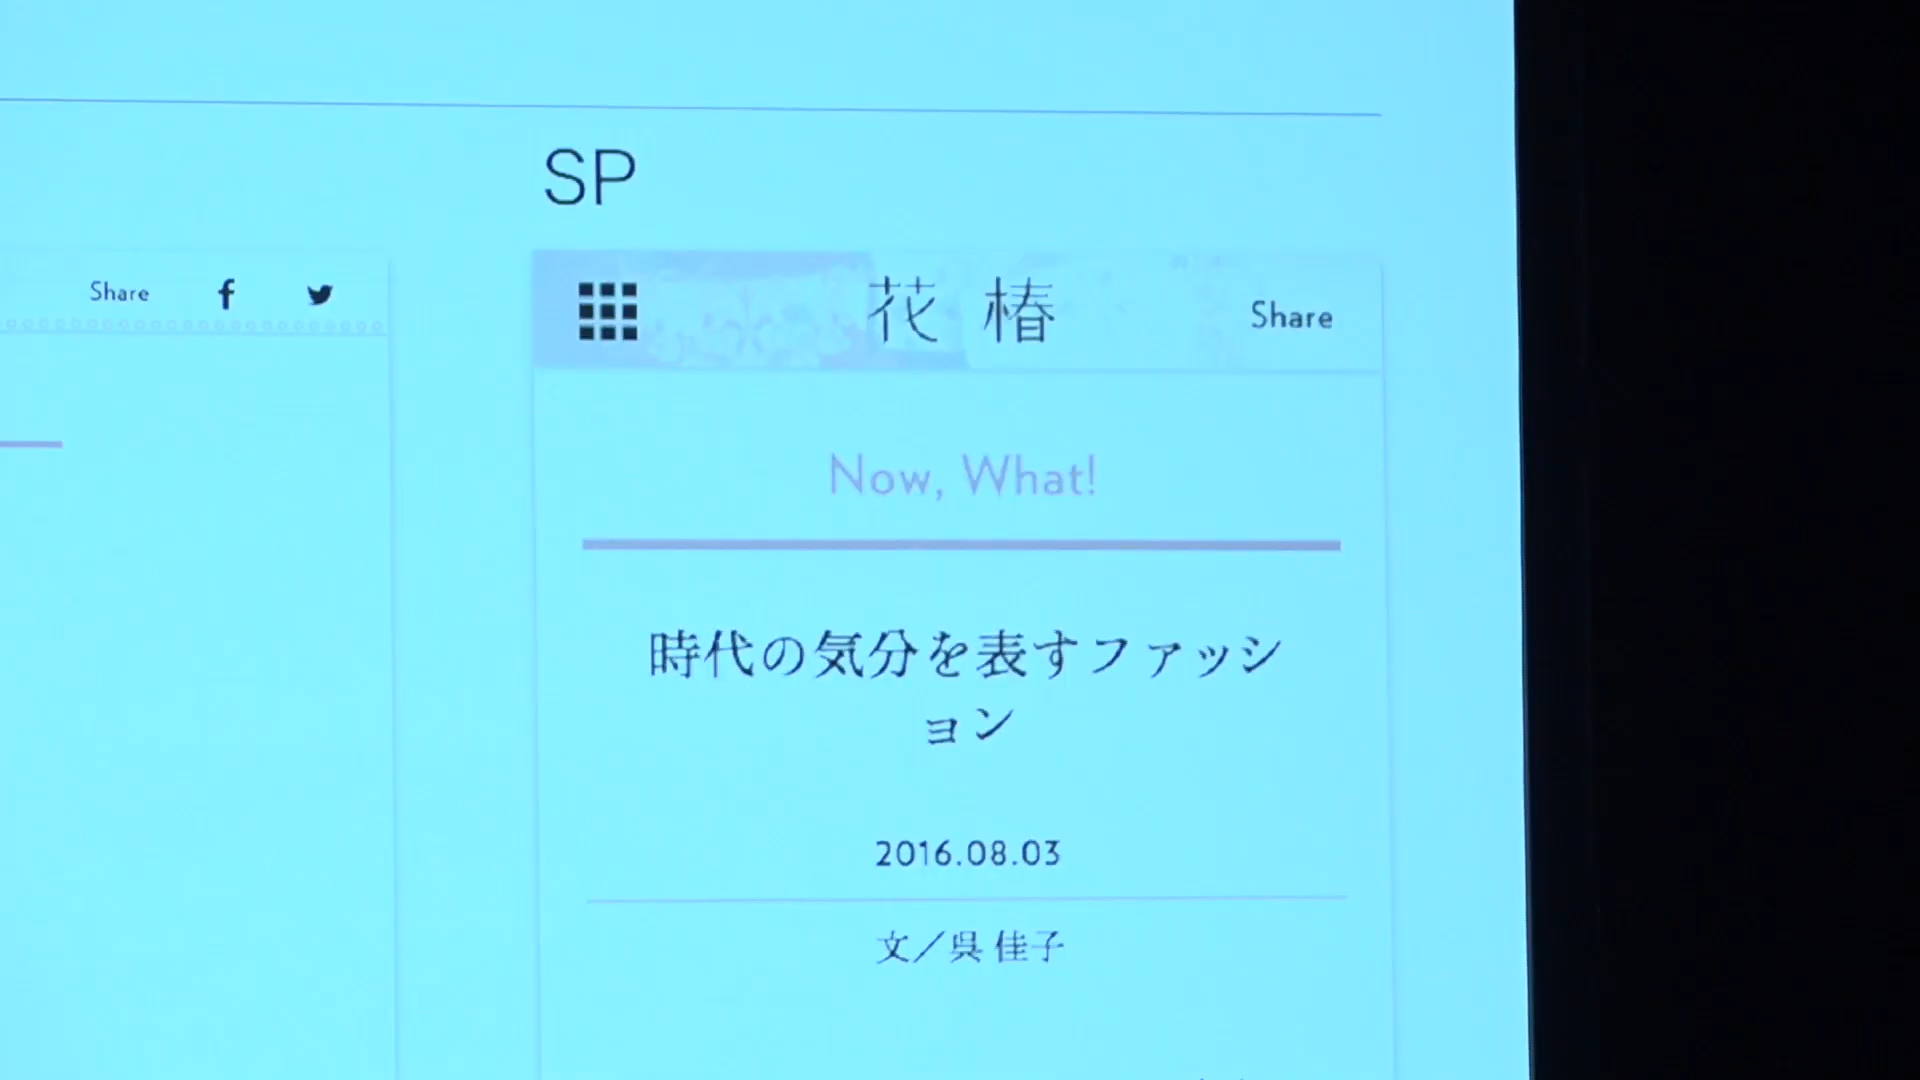 SP
Share
花椿
Share
Now, What!
時代の気分を表すファッシ
ョン
2016.08.03
文／呉 佳子